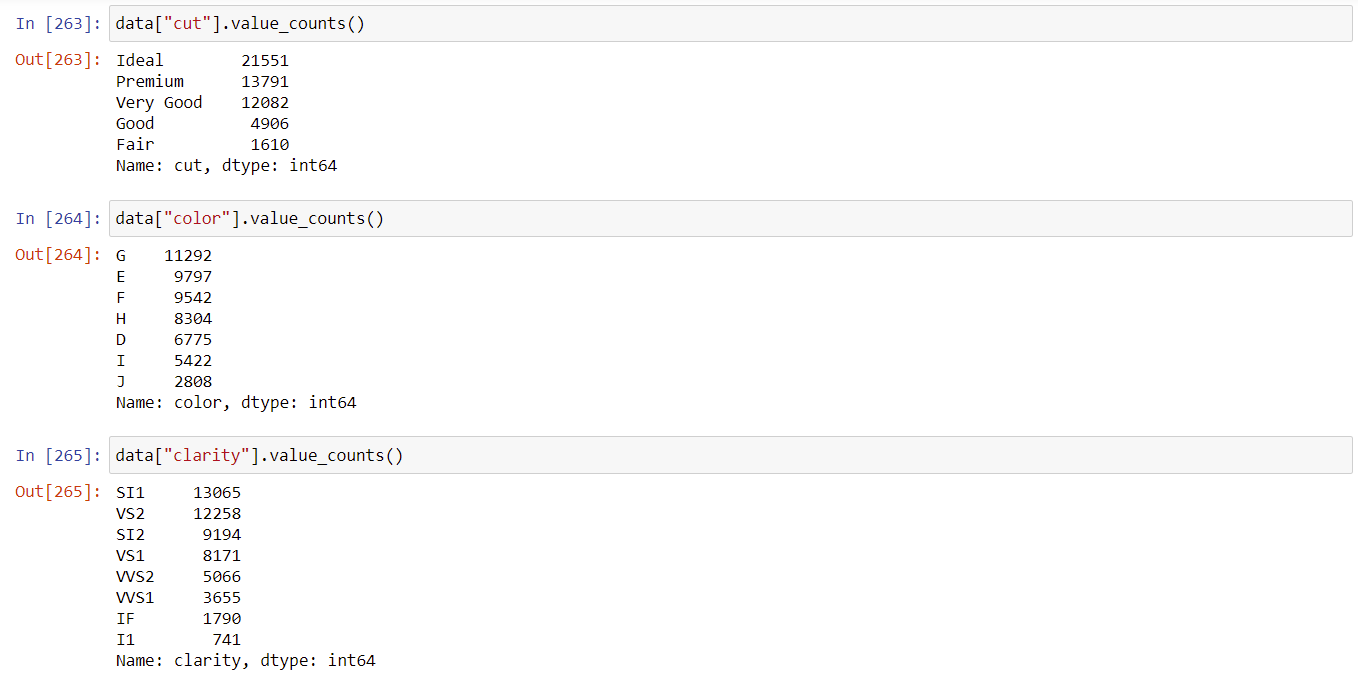 In [263]: data["cut"].value_counts()
Out[263]: Ideal        21551
Premium      13791
Very Good    12082
Good          4906
Fair          1610
Name: cut, dtype: int64
In [264]: data["color"].value_counts()
Out[264]: G    11292
E     9797
F     9542
H     8304
D     6775
I     5422
J     2808
Name: color, dtype: int64
In [265]: data["clarity"].value_counts()
Out[265]: SI1     13065
VS2     12258
SI2      9194
VS1      8171
VVS2     5066
VVS1     3655
IF       1790
I1        741
Name: clarity, dtype: int64